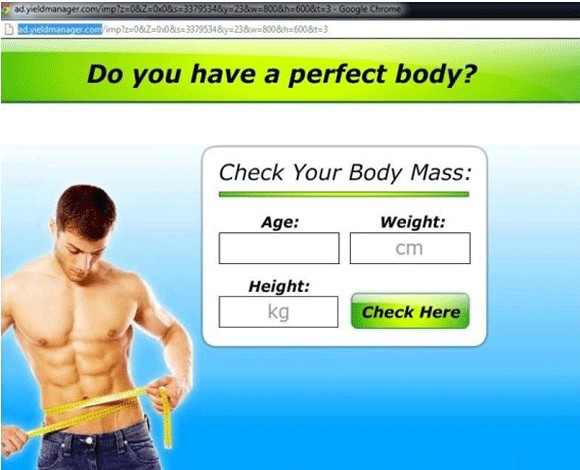 ad.yieldmanager.com/imp?z=0&Z=0x0&s=3379534&y=23&w=800&h=600&t=3 - Google Chrome
ad.yieldmanager.com/imp?z=0&Z=0x0&s=3379534&y=23&w=800&h=600&t=3
Do you have a perfect body?
Check Your Body Mass:
Age: Weight:
cm
Height:
kg Check Here